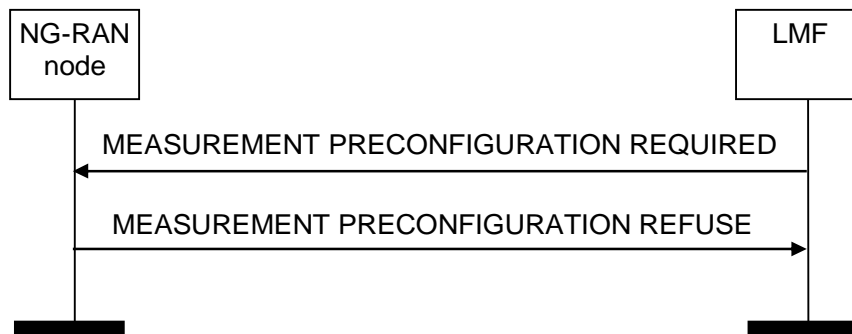 NG-RAN
node
LMF
MEASUREMENT PRECONFIGURATION REQUIRED
MEASUREMENT PRECONFIGURATION REFUSE